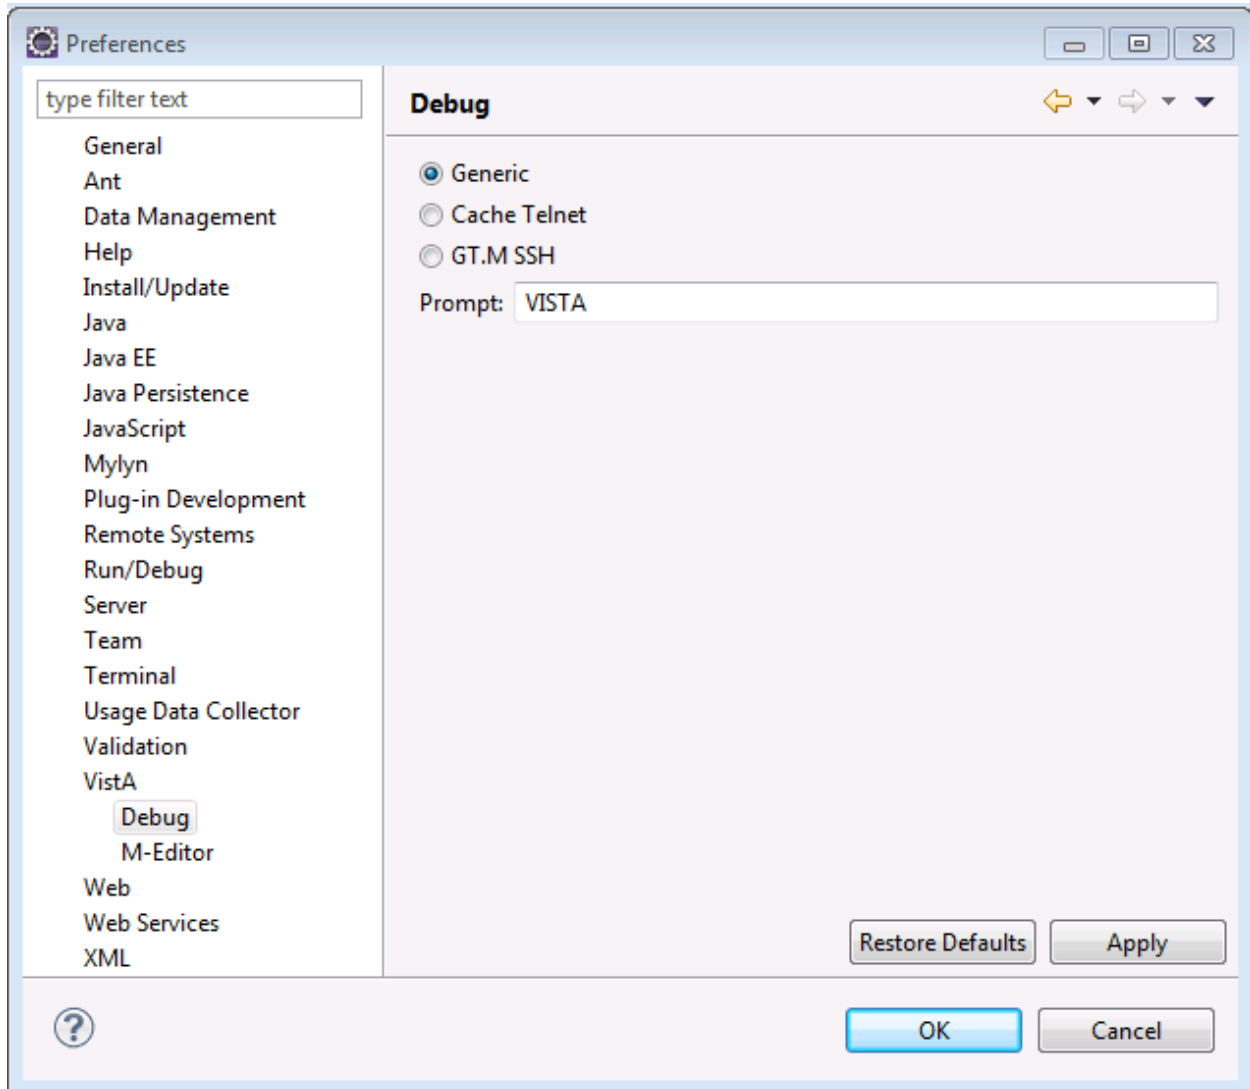 Preferences
type filter text
General
Ant
Data Management
Help
Install/Update
Java
Java EE
Java Persistence
JavaScript
Mylyn
Plug-in Development
Remote Systems
Run/Debug
Server
Team
Terminal
Usage Data Collector
Validation
VistA
Debug
M-Editor
Web
Web Services
XML
Debug
Generic
Cache Telnet
GT.M SSH
Prompt: VISTA
Restore Defaults Apply
? OK Cancel